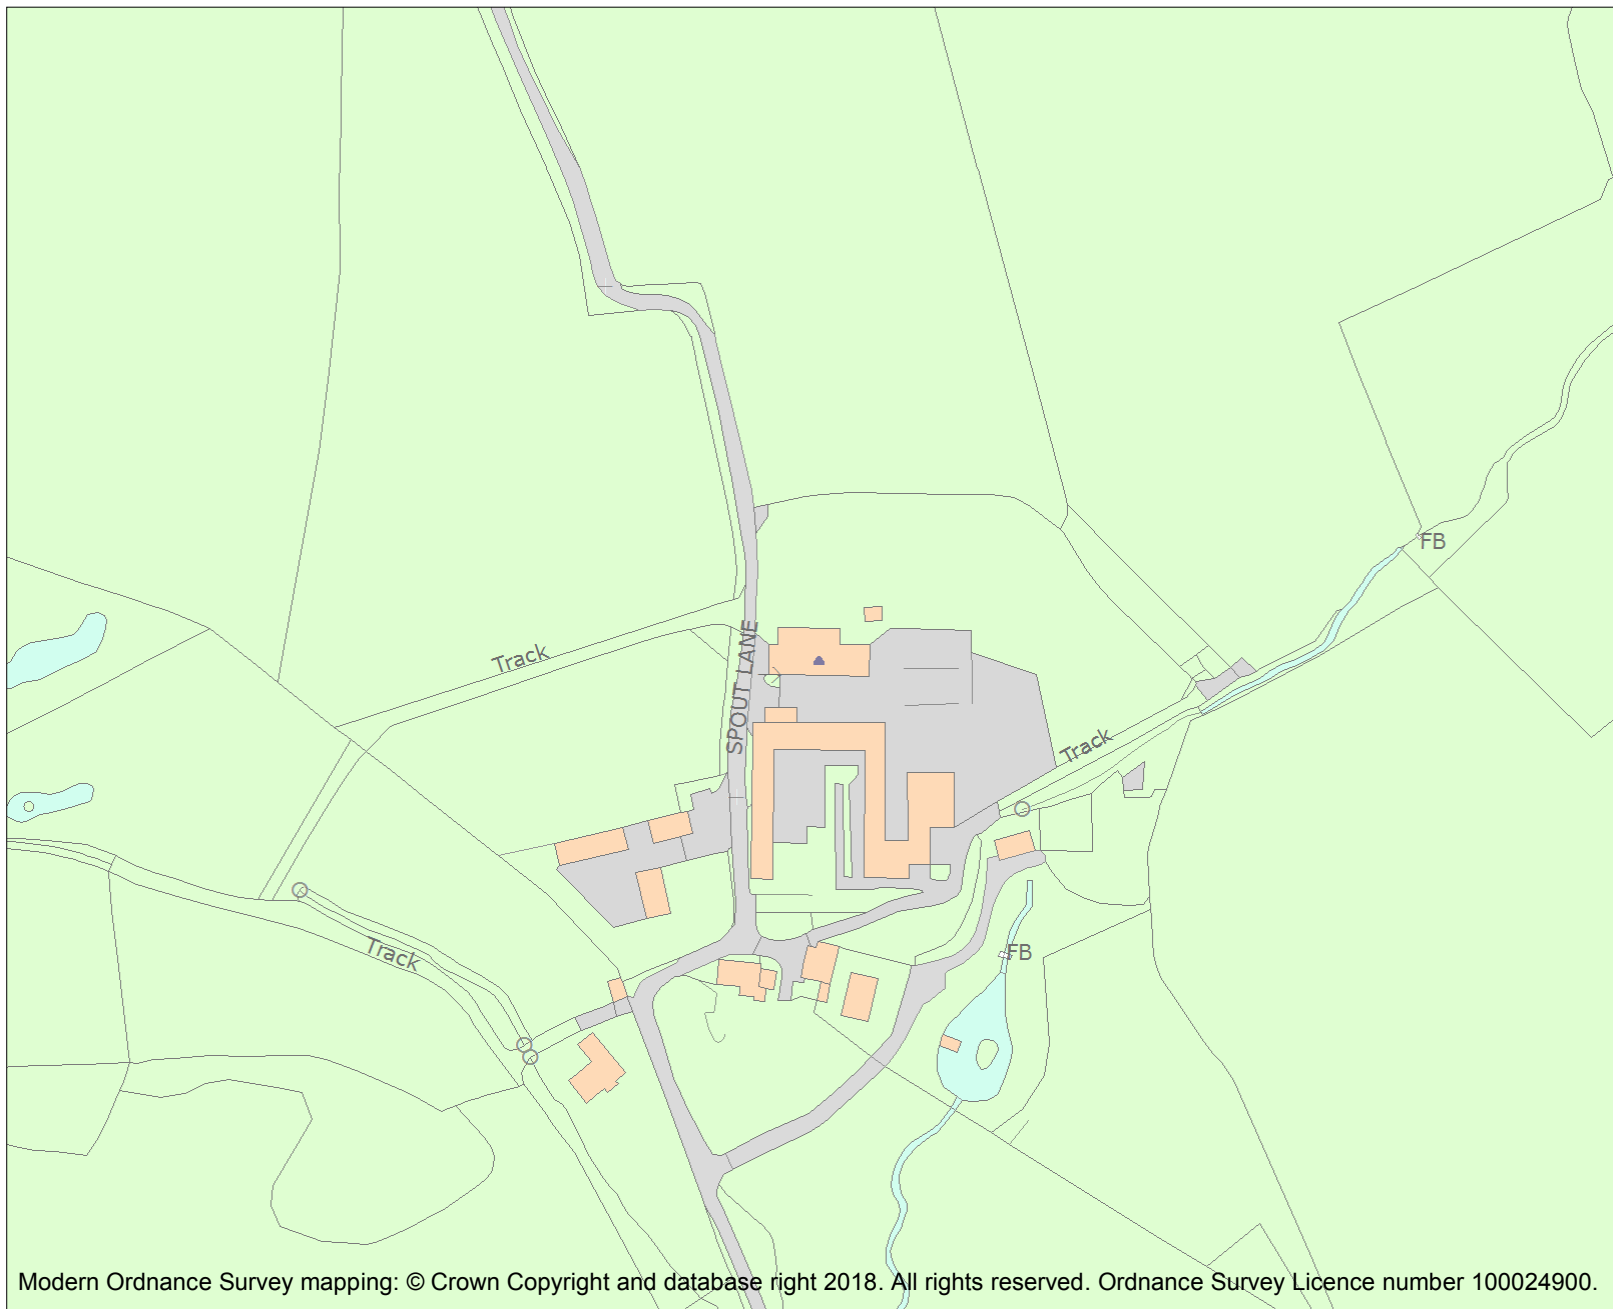 FB
SPOUT LANE
Track
Track
Track
FB
Modern Ordnance Survey mapping: © Crown Copyright and database right 2018. All rights reserved. Ordnance Survey Licence number 100024900.